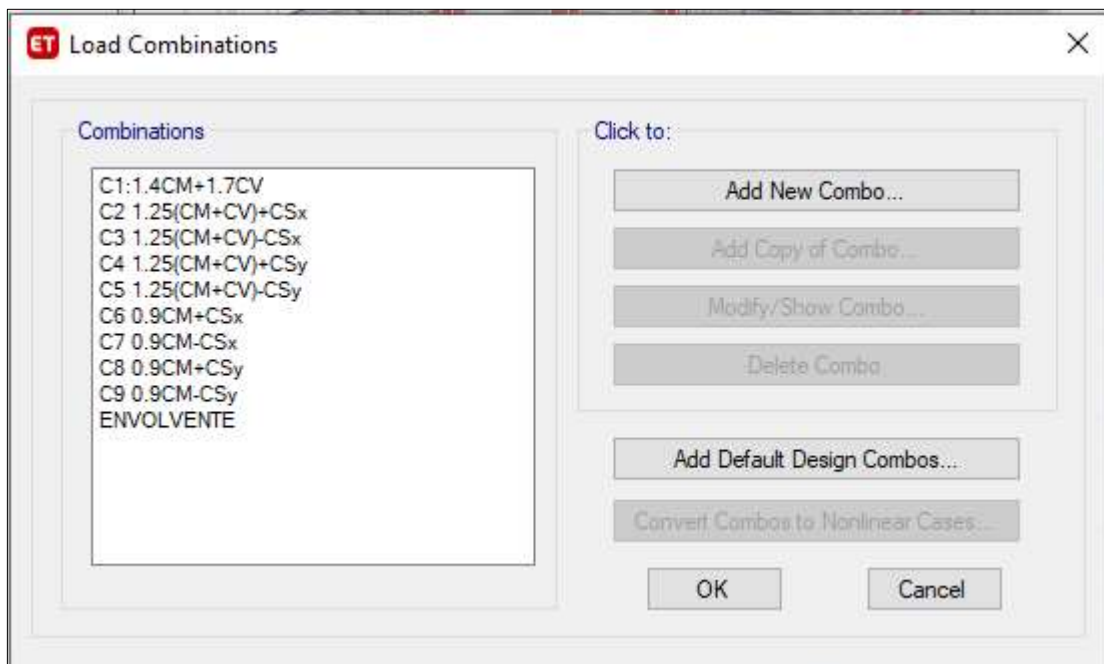 ET Load Combinations
Combinations
C1:1.4CM+1.7CV
C2 1.25(CM+CV)+CSx
C3 1.25(CM+CV)-CSx
C4 1.25(CM+CV)+CSy
C5 1.25(CM+CV)-CSy
C6 0.9CM+CSx
C7 0.9CM-CSx
C8 0.9CM+CSy
C9 0.9CM-CSy
ENVOLVENTE
Click to:
Add New Combo...
Add Copy of Combo...
Modify/Show Combo...
Delete Combo
Add Default Design Combos...
Convert Combos to Nonlinear Cases...
OK
Cancel